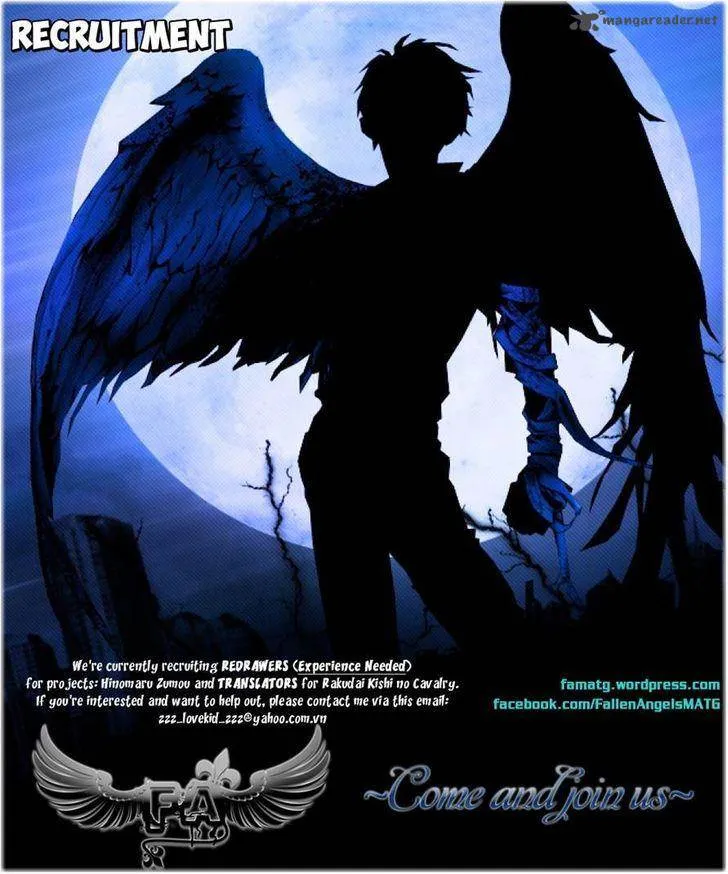 RECRUITMENT
mangareader.net
We're currently recruiting REDRAWERS (Experience Needed)
for projects: Hinomaru Zumou and TRANSLATORS for Rakudai Kishi no Cavalry.
If you're interested and want to help out, please contact me via this email:
zzz_lovekid_zzz@yahoo.com.vn
famatg.wordpress.com
facebook.com/FallenAngelsMATG
FA
~Come and join us~